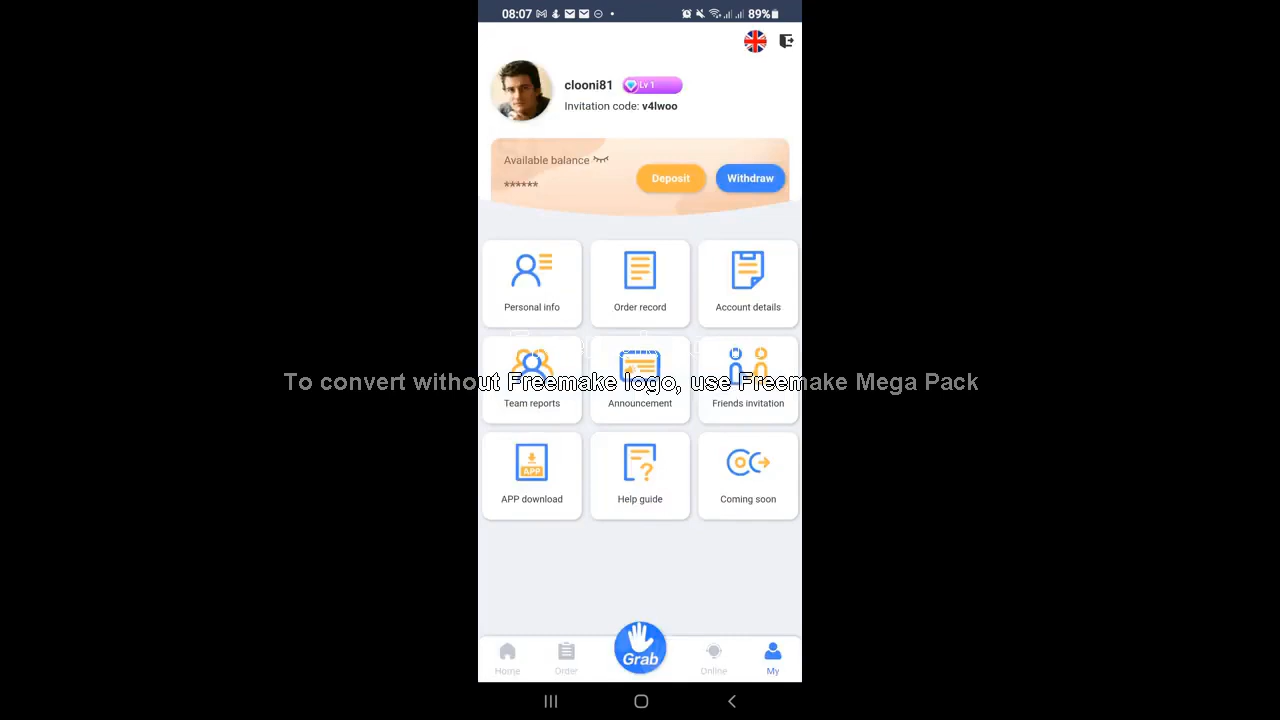 08:07
89%
clooni81
Lv 1
Invitation code: v4lwoo
Available balance
******
Deposit
Withdraw
Personal info
Order record
Account details
To convert without Freemake logo, use Freemake Mega Pack
Team reports
Announcement
Friends invitation
APP
APP download
Help guide
Coming soon
Grab
Home
Order
Online
My